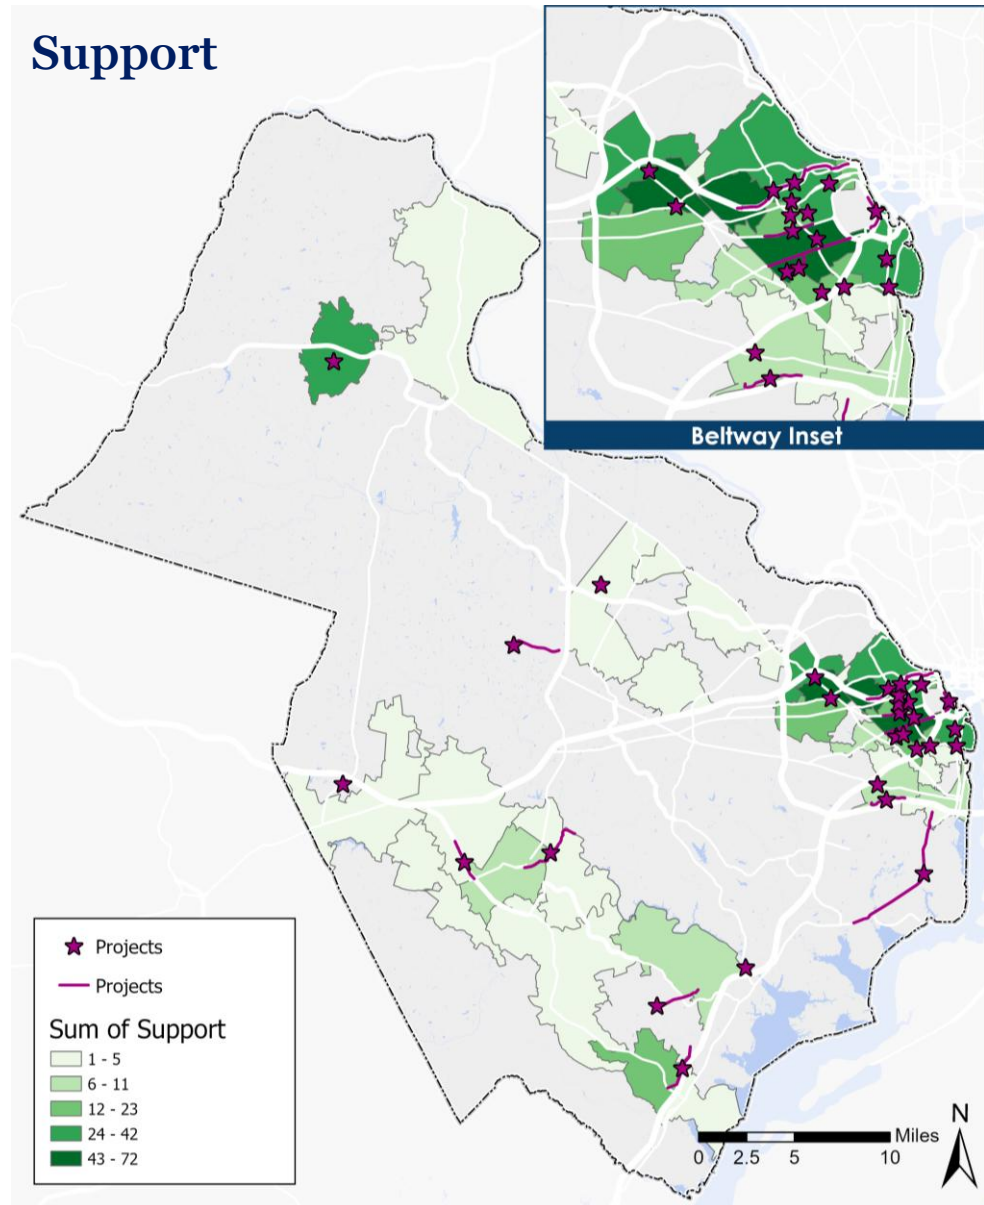 Support
Beltway Inset
Projects
Projects
Sum of Support
1 - 5
6 - 11
12 - 23
24 - 42
43 - 72
N
Miles
0 2.5 5 10